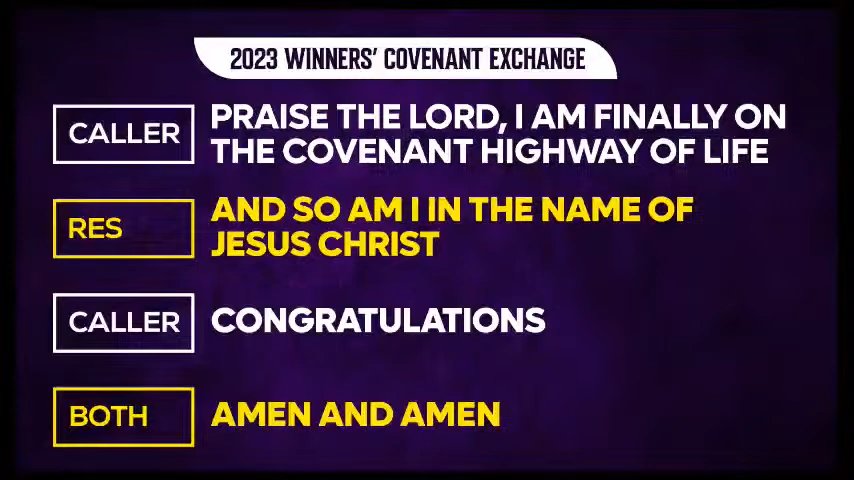 2023 WINNERS' COVENANT EXCHANGE
CALLER
PRAISE THE LORD, I AM FINALLY ON
THE COVENANT HIGHWAY OF LIFE
RES
AND SO AM I IN THE NAME OF
JESUS CHRIST
CALLER
CONGRATULATIONS
BOTH
AMEN AND AMEN